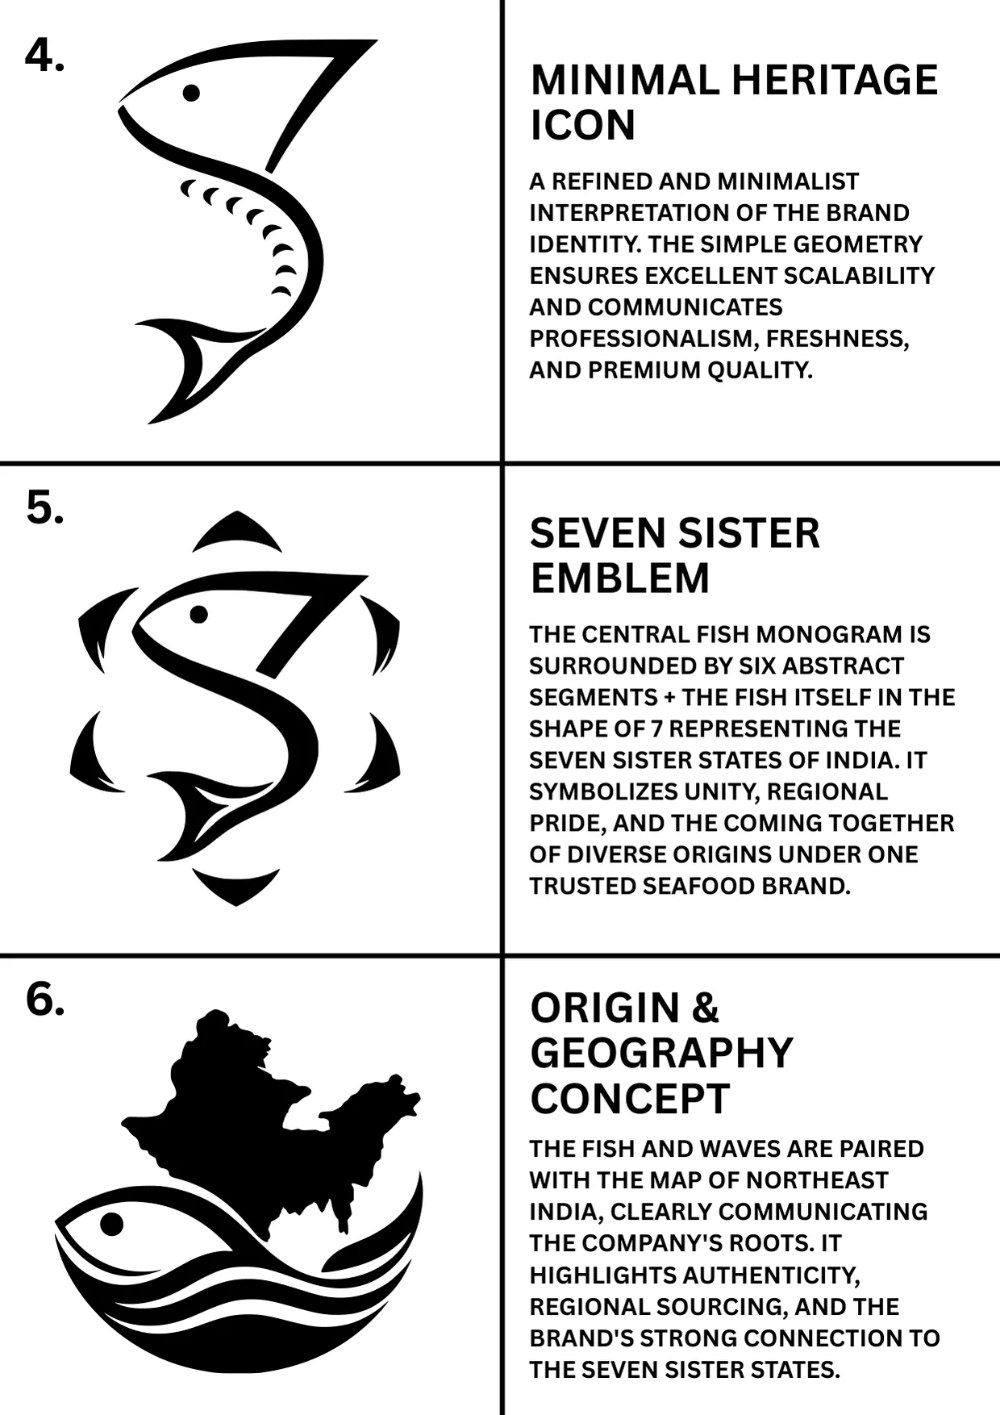 4.
MINIMAL HERITAGE
ICON
A REFINED AND MINIMALIST
INTERPRETATION OF THE BRAND
IDENTITY. THE SIMPLE GEOMETRY
ENSURES EXCELLENT SCALABILITY
AND COMMUNICATES
PROFESSIONALISM, FRESHNESS,
AND PREMIUM QUALITY.
5.
SEVEN SISTER
EMBLEM
THE CENTRAL FISH MONOGRAM IS
SURROUNDED BY SIX ABSTRACT
SEGMENTS + THE FISH ITSELF IN THE
SHAPE OF 7 REPRESENTING THE
SEVEN SISTER STATES OF INDIA. IT
SYMBOLIZES UNITY, REGIONAL
PRIDE, AND THE COMING TOGETHER
OF DIVERSE ORIGINS UNDER ONE
TRUSTED SEAFOOD BRAND.
6.
ORIGIN &
GEOGRAPHY
CONCEPT
THE FISH AND WAVES ARE PAIRED
WITH THE MAP OF NORTHEAST
INDIA, CLEARLY COMMUNICATING
THE COMPANY'S ROOTS. IT
HIGHLIGHTS AUTHENTICITY,
REGIONAL SOURCING, AND THE
BRAND'S STRONG CONNECTION TO
THE SEVEN SISTER STATES.